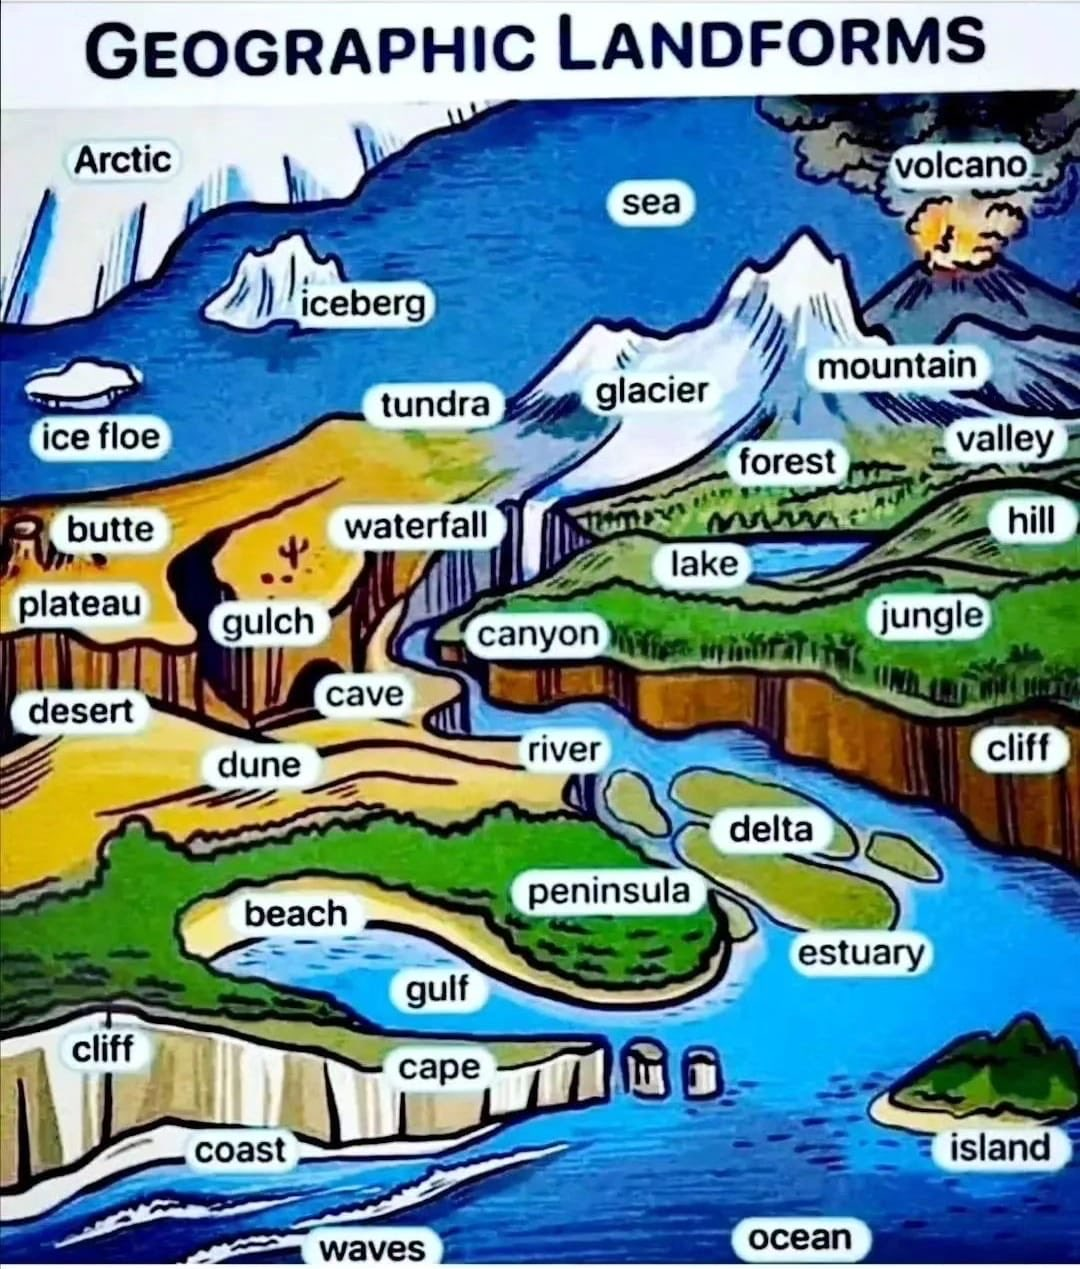 GEOGRAPHIC LANDFORMS
Arctic
volcano
sea
iceberg
mountain
glacier
tundra
ice floe
valley
forest
butte
waterfall
hill
lake
plateau
gulch
canyon
jungle
cave
desert
river
cliff
dune
delta
peninsula
beach
estuary
gulf
cliff
cape
coast
island
waves
ocean